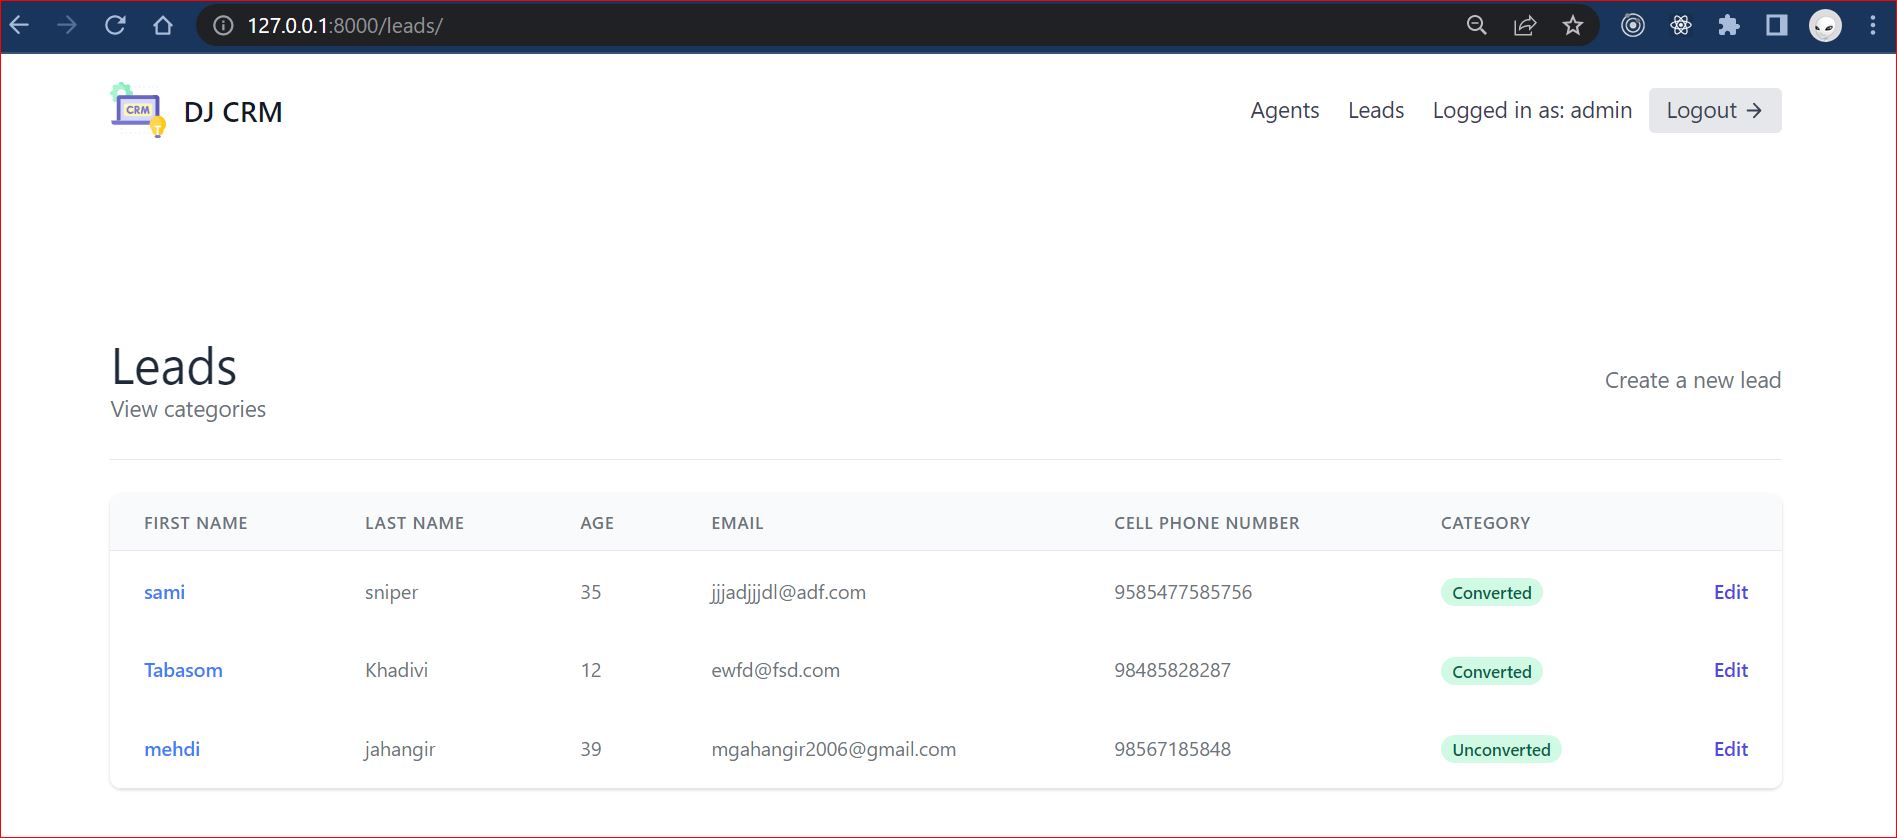 127.0.0.1:8000/leads/
CRM
DJ CRM
Agents Leads Logged in as: admin Logout →
Leads
Create a new lead
View categories
FIRST NAME LAST NAME AGE EMAIL CELL PHONE NUMBER CATEGORY
sami sniper 35 jjjadjjjdl@adf.com 9585477585756 Converted Edit
Tabasom Khadivi 12 ewfd@fsd.com 98485828287 Converted Edit
mehdi jahangir 39 mgahangir2006@gmail.com 98567185848 Unconverted Edit